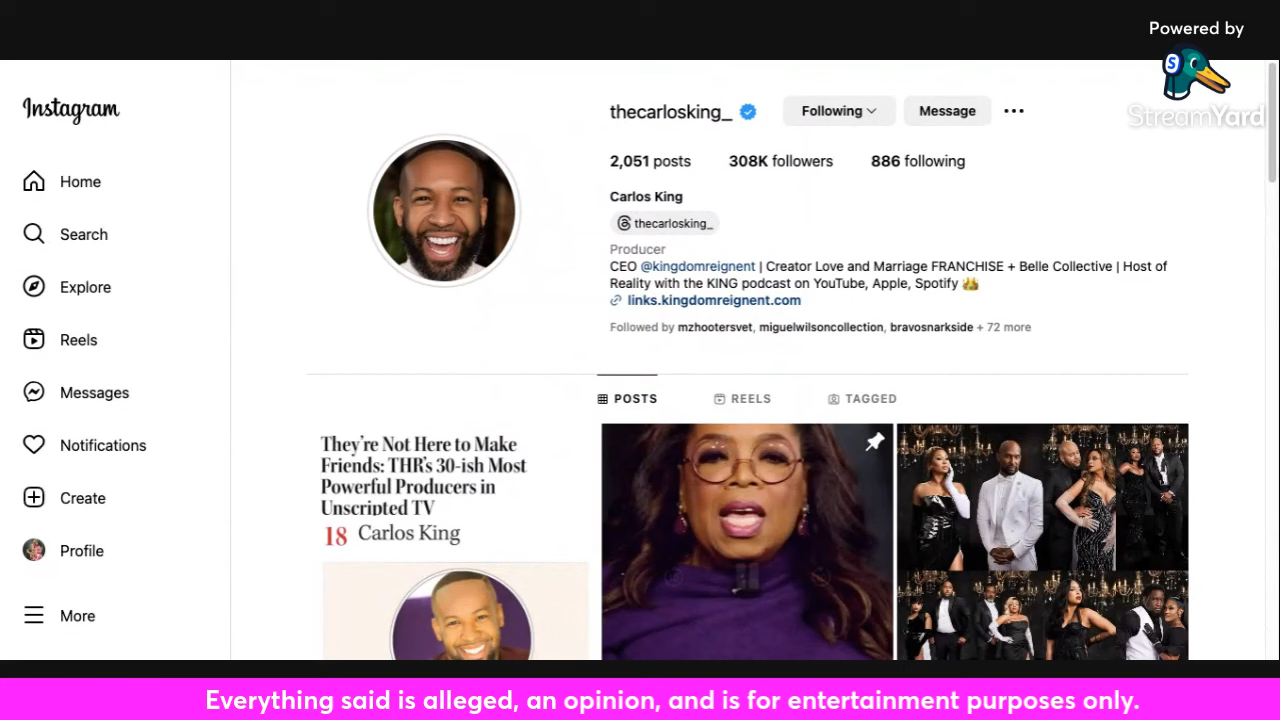 Powered by
StreamYard
Instagram
Home
Search
Explore
Reels
Messages
Notifications
Create
Profile
More
thecarlosking_
Following
Message
2,051 posts
308K followers
886 following
Carlos King
thecarlosking_
Producer
CEO @kingdomreignent | Creator Love and Marriage FRANCHISE + Belle Collective | Host of
Reality with the KING podcast on YouTube, Apple, Spotify 👑
links.kingdomreignent.com
Followed by mzhootersvet, miguelwilsoncollection, bravosnarkside + 72 more
POSTS
REELS
TAGGED
They're Not Here to Make
Friends: THR's 30-ish Most
Powerful Producers in
Unscripted TV
18 Carlos King
Everything said is alleged, an opinion, and is for entertainment purposes only.